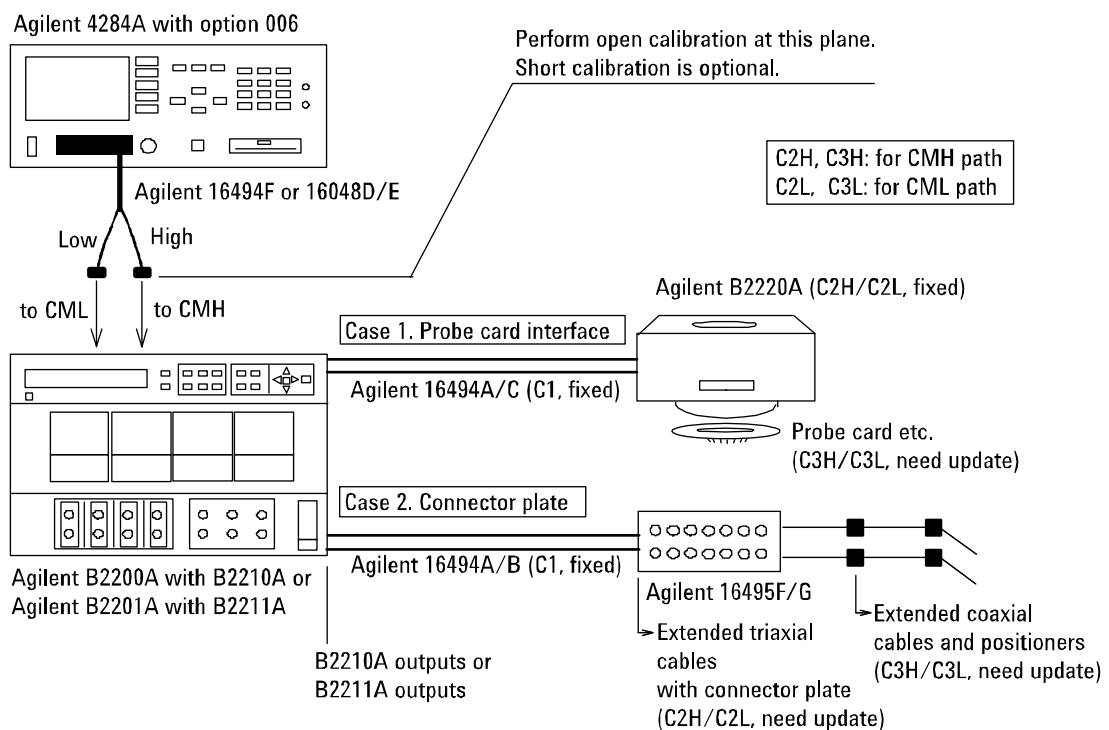 Agilent 4284A with option 006
Perform open calibration at this plane.
Short calibration is optional.
C2H, C3H: for CMH path
C2L, C3L: for CML path
Agilent 16494F or 16048D/E
Low
High
to CML
to CMH
Agilent B2220A (C2H/C2L, fixed)
Case 1. Probe card interface
Agilent 16494A/C (C1, fixed)
Probe card etc.
(C3H/C3L, need update)
Case 2. Connector plate
Agilent 16494A/B (C1, fixed)
Agilent B2200A with B2210A or
Agilent B2201A with B2211A
Agilent 16495F/G
B2210A outputs or
B2211A outputs
Extended triaxial
cables
with connector plate
(C2H/C2L, need update)
Extended coaxial
cables and positioners
(C3H/C3L, need update)